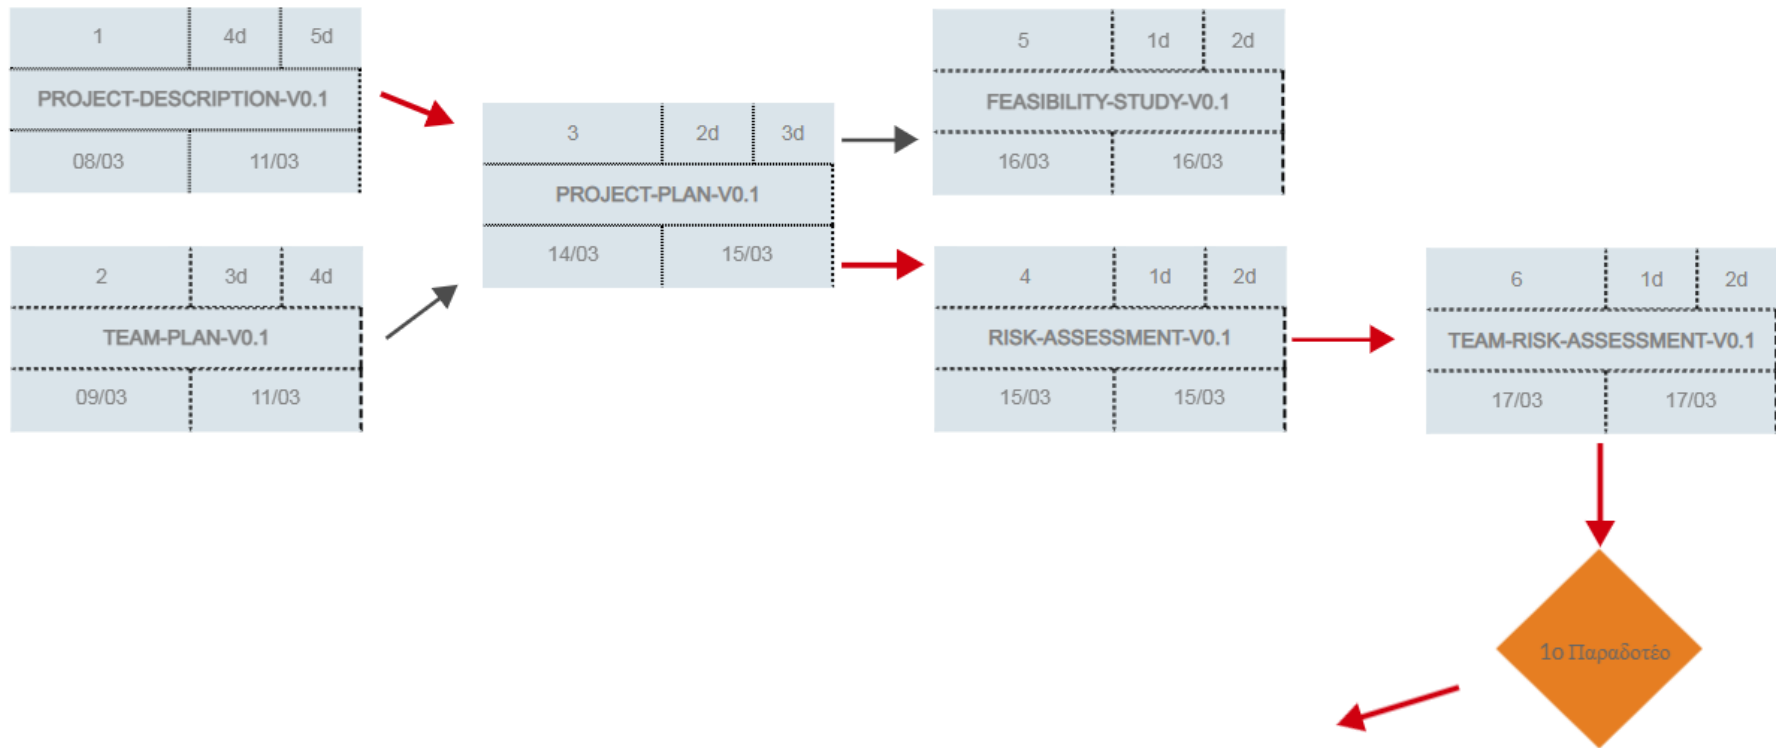 1 4d 5d
PROJECT-DESCRIPTION-V0.1
08/03 11/03
2 3d 4d
TEAM-PLAN-V0.1
09/03 11/03
3 2d 3d
PROJECT-PLAN-V0.1
14/03 15/03
5 1d 2d
FEASIBILITY-STUDY-V0.1
16/03 16/03
4 1d 2d
RISK-ASSESSMENT-V0.1
15/03 15/03
6 1d 2d
TEAM-RISK-ASSESSMENT-V0.1
17/03 17/03
1ο Παραδοτέο